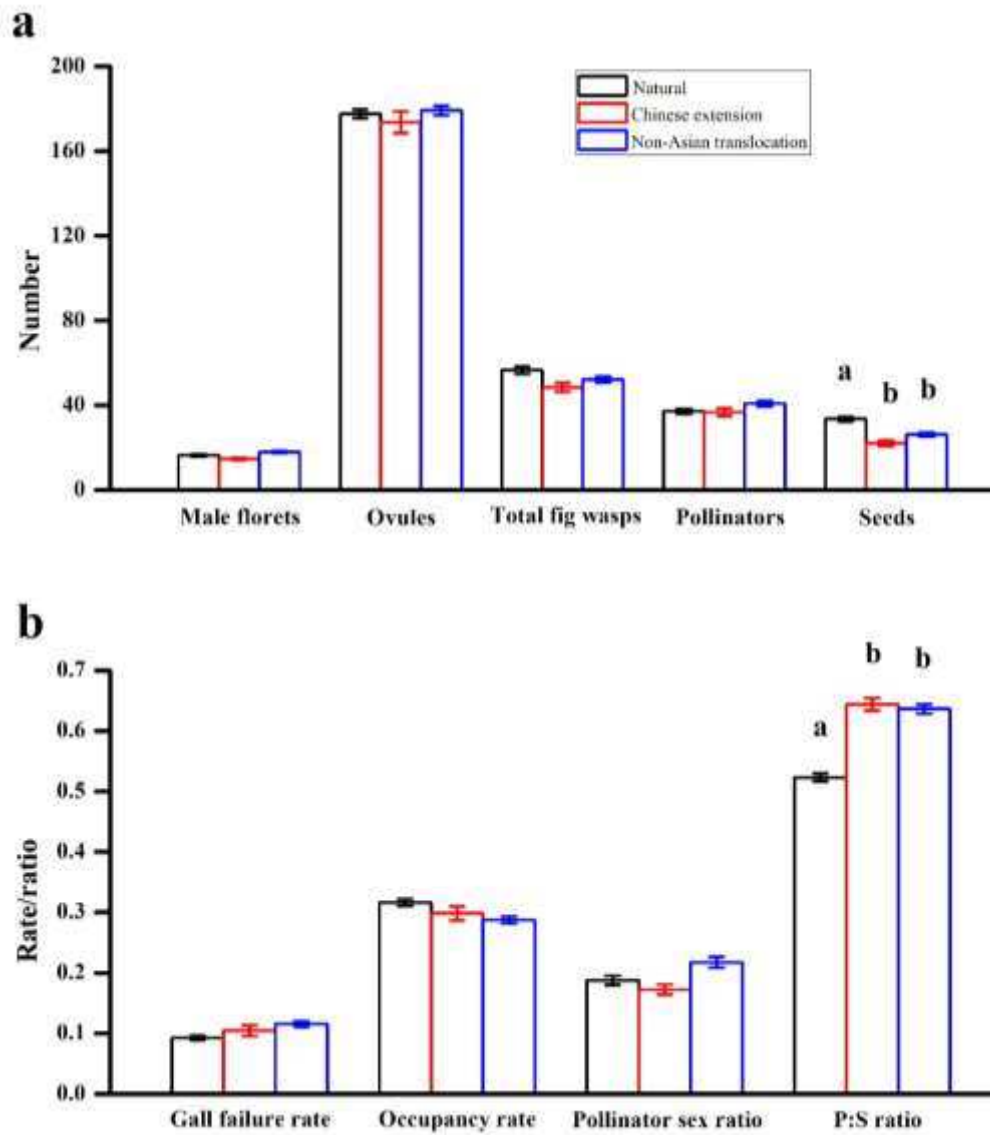 a
200
160
120
80
40
0
Number
Natural
Chinese extension
Non-Asian translocation
a
b b
Male florets Ovules Total fig wasps Pollinators Seeds
b
0.7
0.6
0.5
0.4
0.3
0.2
0.1
0.0
Rate/ratio
b b
a
Gall failure rate Occupancy rate Pollinator sex ratio P:S ratio